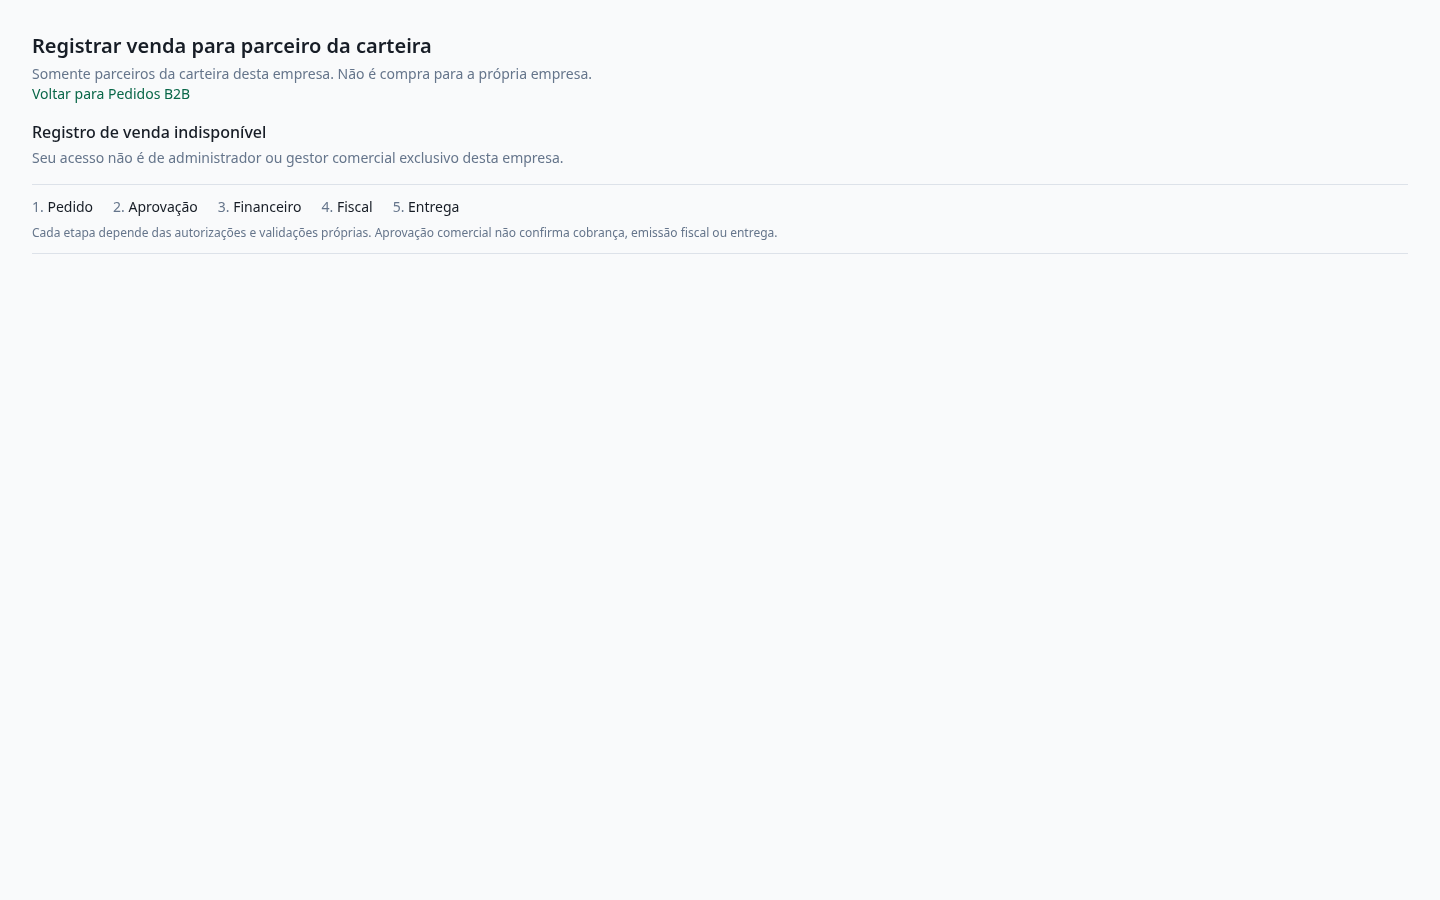 Registrar venda para parceiro da carteira
Somente parceiros da carteira desta empresa. Não é compra para a própria empresa.
Voltar para Pedidos B2B
Registro de venda indisponível
Seu acesso não é de administrador ou gestor comercial exclusivo desta empresa.
1. Pedido 2. Aprovação 3. Financeiro 4. Fiscal 5. Entrega
Cada etapa depende das autorizações e validações próprias. Aprovação comercial não confirma cobrança, emissão fiscal ou entrega.